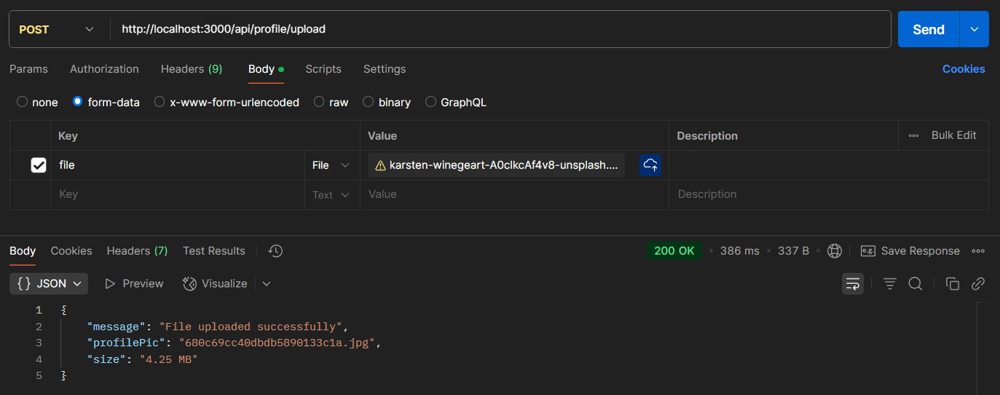 POST http://localhost:3000/api/profile/upload Send
Params Authorization Headers (9) Body Scripts Settings Cookies
none form-data x-www-form-urlencoded raw binary GraphQL
Key Value Description Bulk Edit
file File karsten-winegeart-A0clkcAf4v8-unsplash....
Key Text Value Description
Body Cookies Headers (7) Test Results 200 OK 386 ms 337 B e.g. Save Response
{} JSON Preview Visualize
1 {
2 "message": "File uploaded successfully",
3 "profilePic": "680c69cc40dbdb5890133c1a.jpg",
4 "size": "4.25 MB"
5 }